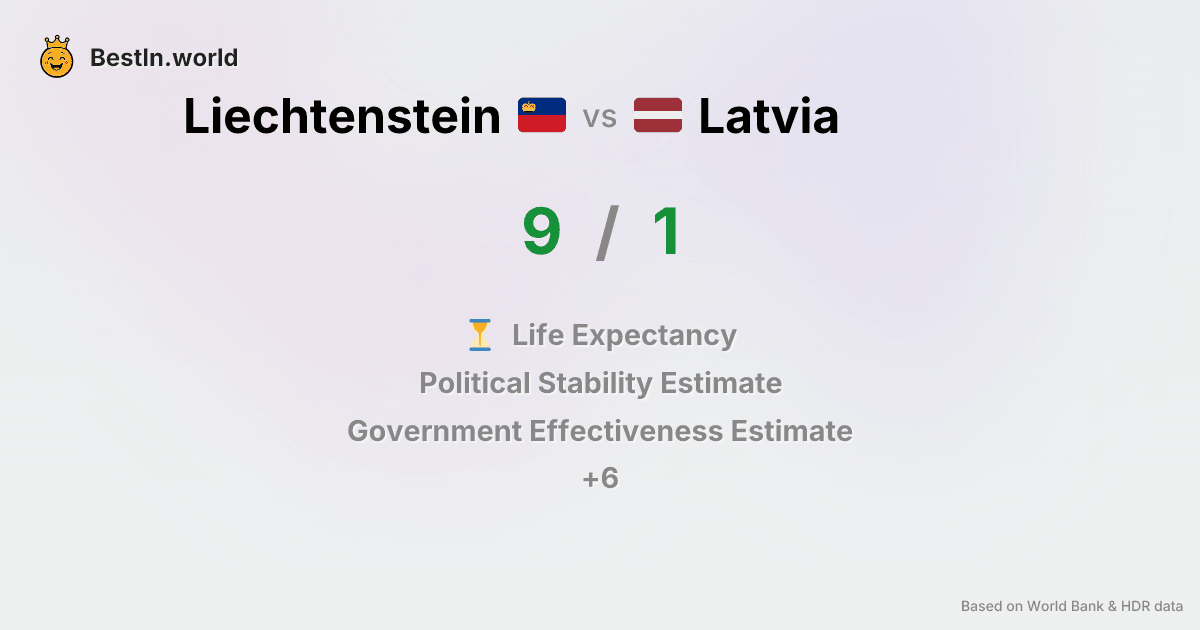 BestIn.world
Liechtenstein vs Latvia
9 / 1
Life Expectancy
Political Stability Estimate
Government Effectiveness Estimate
+6
Based on World Bank & HDR data